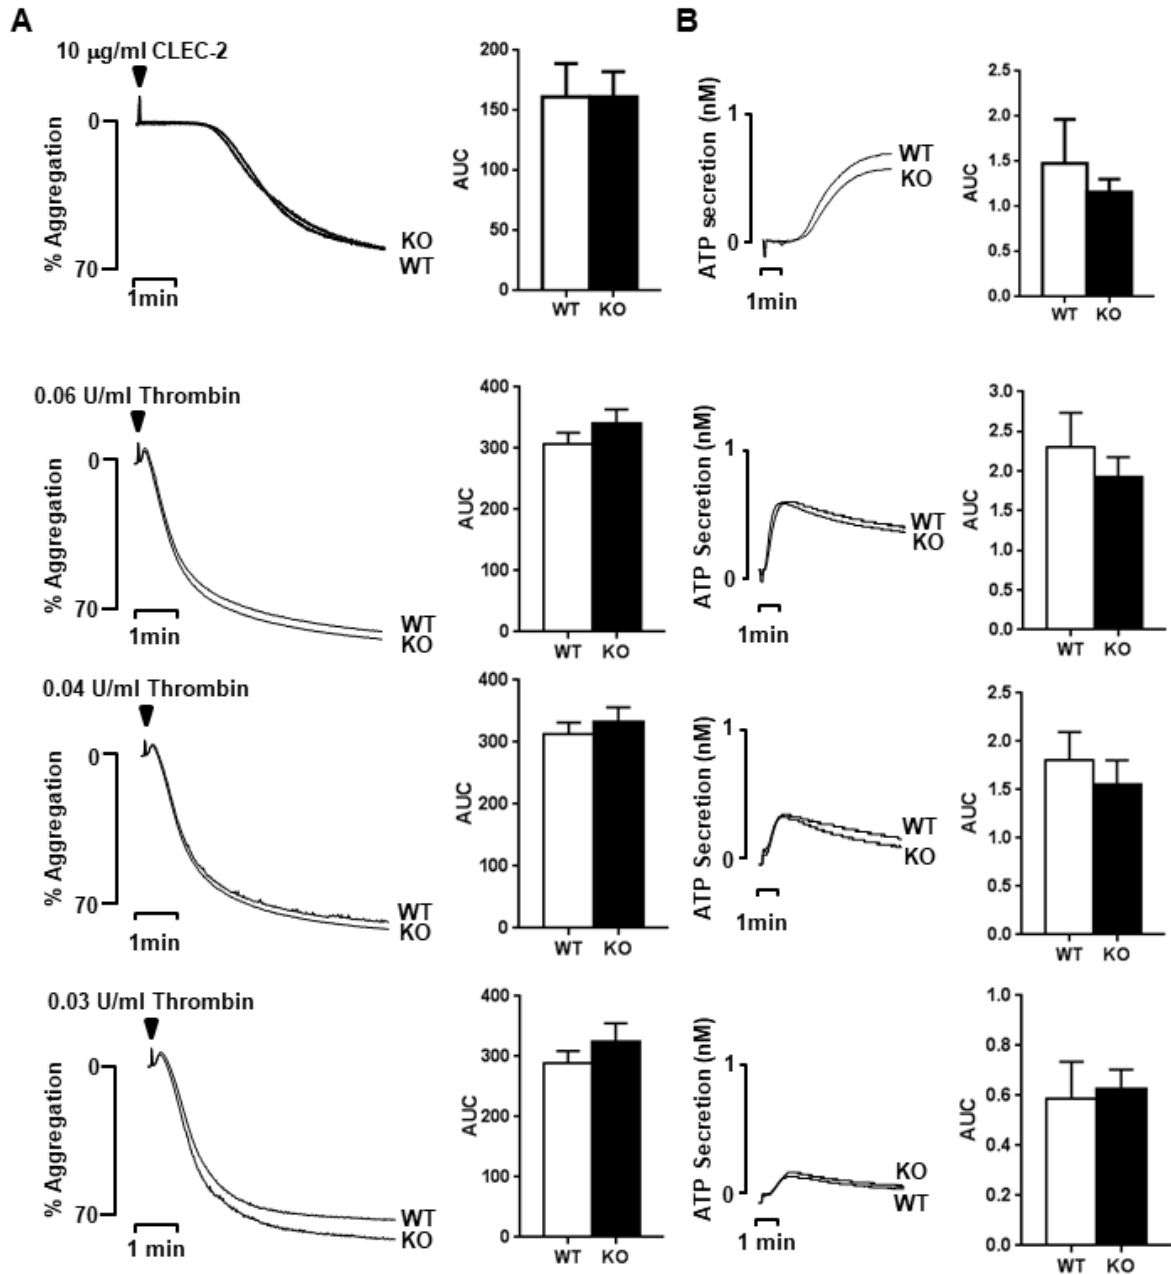 A
B
10 µg/ml CLEC-2
% Aggregation
0
70
1min
KO
WT
AUC
200
150
100
50
0
WT KO
ATP secretion (nM)
1
0
1min
WT
KO
AUC
2.5
2.0
1.5
1.0
0.5
0.0
WT KO
0.06 U/ml Thrombin
% Aggregation
0
70
1min
WT
KO
AUC
400
300
200
100
0
WT KO
ATP Secretion (nM)
1
0
1min
WT
KO
AUC
3.0
2.5
2.0
1.5
1.0
0.5
0.0
WT KO
0.04 U/ml Thrombin
% Aggregation
0
70
1min
WT
KO
AUC
400
300
200
100
0
WT KO
ATP Secretion (nM)
1
0
1min
WT
KO
AUC
2.5
2.0
1.5
1.0
0.5
0.0
WT KO
0.03 U/ml Thrombin
% Aggregation
0
70
1 min
WT
KO
AUC
400
300
200
100
0
WT KO
ATP Secretion (nM)
1
0
1 min
KO
WT
AUC
1.0
0.8
0.6
0.4
0.2
0.0
WT KO